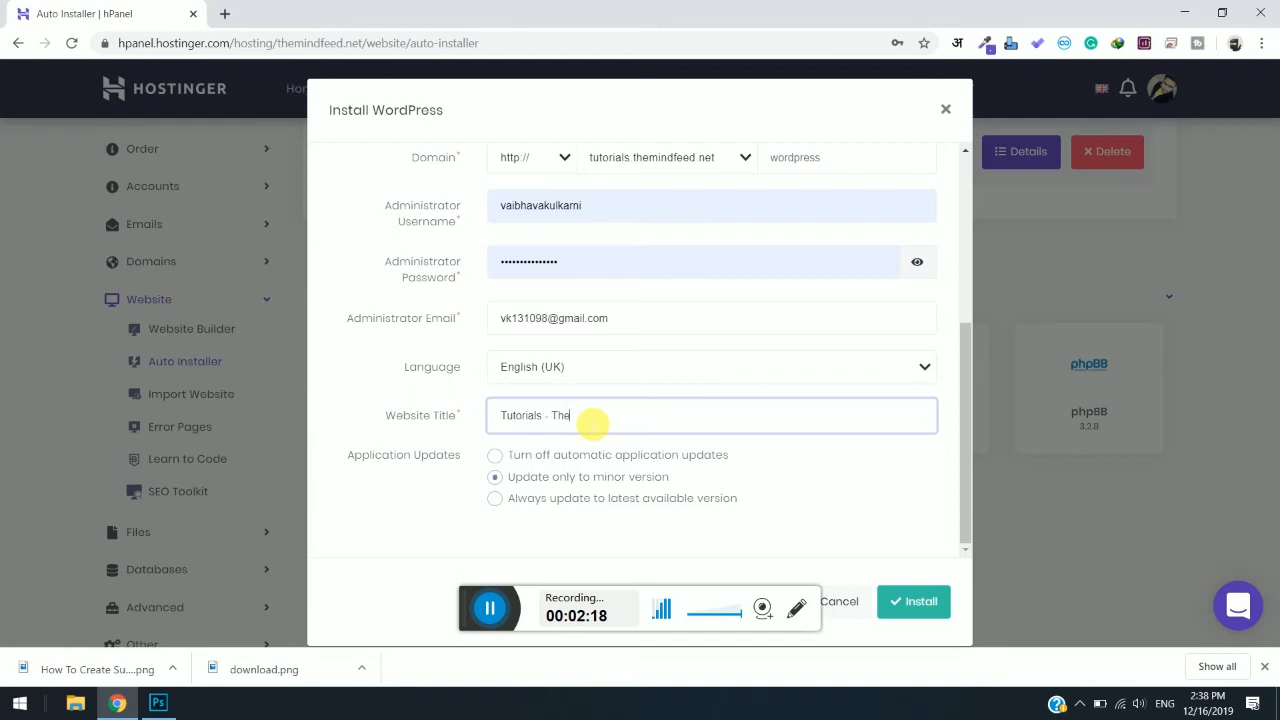 Auto Installer | hPanel
hpanel.hostinger.com/hosting/themindfeed.net/website/auto-installer
अ
HOSTINGER
Hom
Install WordPress
Details
Delete
Order
Accounts
Emails
Domains
Website
Website Builder
Auto Installer
Import Website
Error Pages
Learn to Code
SEO Toolkit
Files
Databases
Advanced
Other
Domain*
http://
tutorials.themindfeed.net
wordpress
Administrator
Username*
vaibhavakulkarni
Administrator
Password*
•••••••••••••••
Administrator Email*
vk131098@gmail.com
Language
English (UK)
Website Title*
Tutorials - The
Application Updates
Turn off automatic application updates
Update only to minor version
Always update to latest available version
phpBB
phpBB
3.2.8
Recording...
00:02:18
Cancel
Install
How To Create Su....png
download.png
Show all
Ps
ENG
2:38 PM
12/16/2019